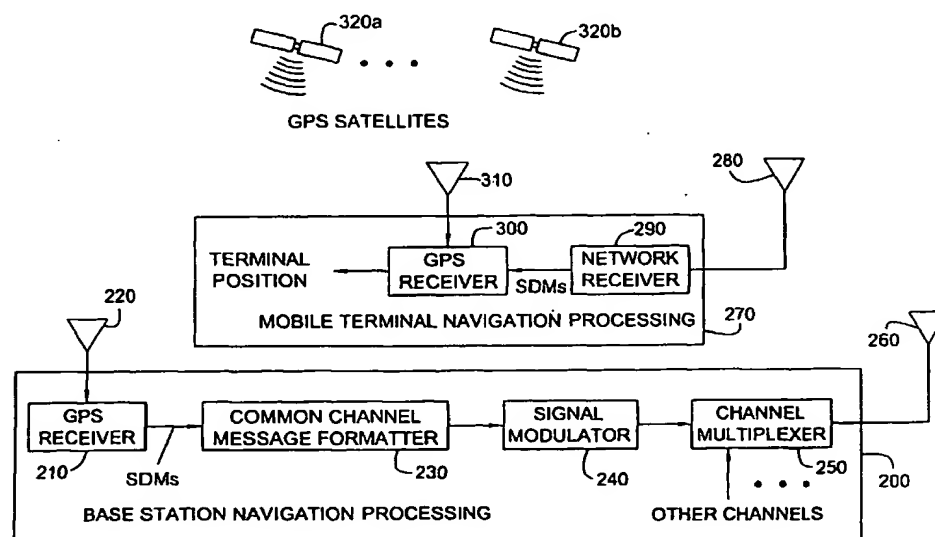 320a
320b
GPS SATELLITES
310
280
300
290
GPS
RECEIVER
NETWORK
RECEIVER
TERMINAL
POSITION
SDMs
MOBILE TERMINAL NAVIGATION PROCESSING
270
220
260
GPS
RECEIVER
COMMON CHANNEL
MESSAGE FORMATTER
SIGNAL
MODULATOR
CHANNEL
MULTIPLEXER
210
SDMs
230
240
250
200
BASE STATION NAVIGATION PROCESSING
OTHER CHANNELS